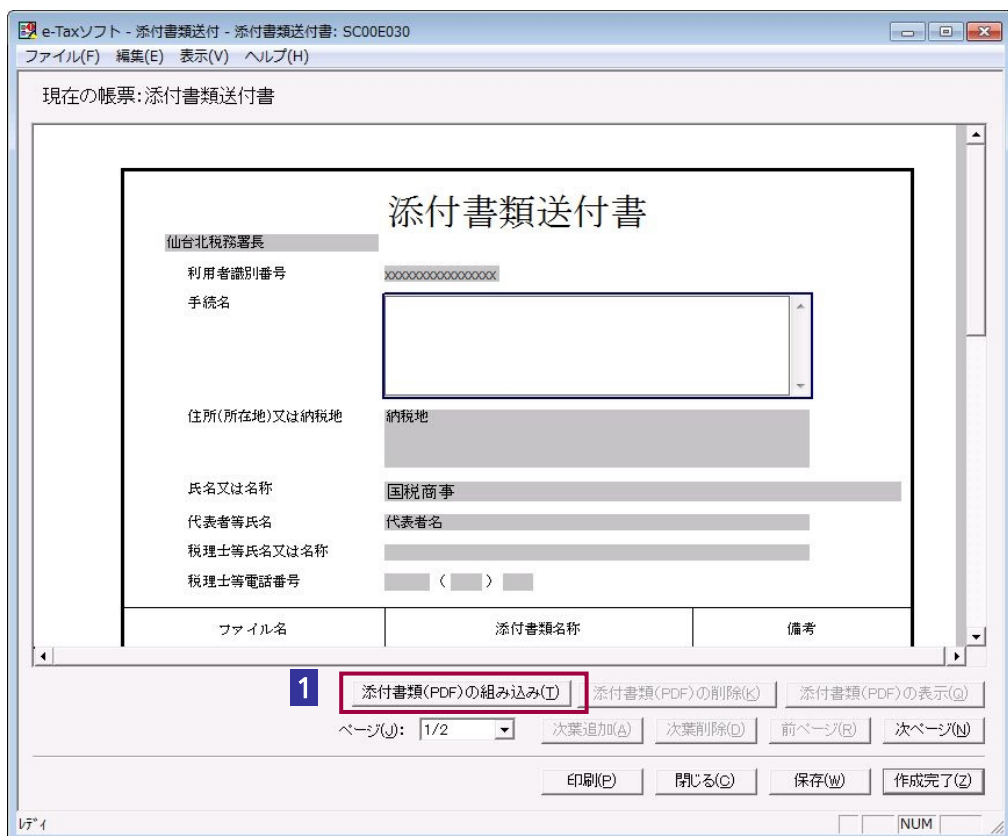 e-Taxソフト - 添付書類送付 - 添付書類送付書: SC00E030
ファイル(F) 編集(E) 表示(V) ヘルプ(H)
現在の帳票:添付書類送付書
添付書類送付書
仙台北税務署長
利用者識別番号 xxxxxxxxxxxxxxxx
手続名
住所(所在地)又は納税地 納税地
氏名又は名称 国税商事
代表者等氏名 代表者名
税理士等氏名又は名称
税理士等電話番号 ( )
ファイル名 添付書類名称 備考
1 添付書類(PDF)の組み込み(T) 添付書類(PDF)の削除(K) 添付書類(PDF)の表示(Q)
ページ(J): 1/2 次葉追加(A) 次葉削除(D) 前ページ(R) 次ページ(N)
印刷(P) 閉じる(C) 保存(W) 作成完了(Z)
ﾚﾃﾞｨ NUM